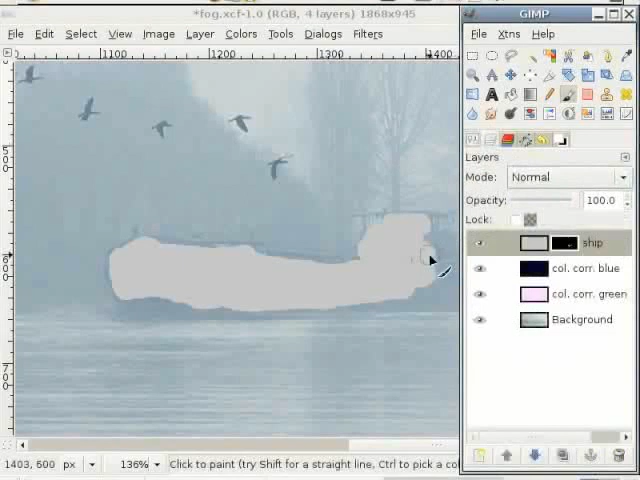 *fog.xcf-1.0 (RGB, 4 layers) 1868x945
File Edit Select View Image Layer Colors Tools Dialogs Filters
1100 1200 1300 1400
GIMP
File Xtns Help
Layers
Mode: Normal
Opacity: 100.0
Lock:
ship
col. corr. blue
col. corr. green
Background
1403, 600 px 136% Click to paint (try Shift for a straight line, Ctrl to pick a co